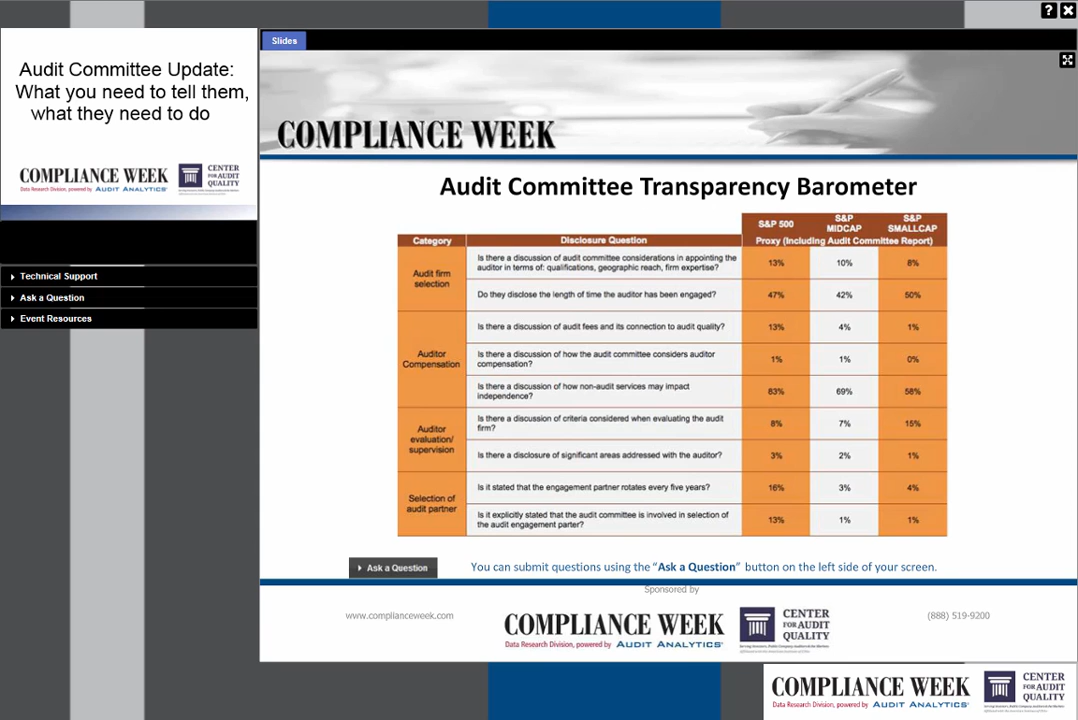 ?
Audit Committee Update:
What you need to tell them,
what they need to do
COMPLIANCE WEEK
Data Research Division, powered by AUDIT ANALYTICS
CENTER
FOR AUDIT
QUALITY
Technical Support
Ask a Question
Event Resources
Slides
COMPLIANCE WEEK
Audit Committee Transparency Barometer
S&P 500
S&P
MIDCAP
S&P
SMALLCAP
Category
Disclosure Question
Proxy (Including Audit Committee Report)
Audit firm
selection
Is there a discussion of audit committee considerations in appointing the
auditor in terms of: qualifications, geographic reach, firm expertise?
13% 10% 8%
Do they disclose the length of time the auditor has been engaged?
47% 42% 50%
Auditor
Compensation
Is there a discussion of audit fees and its connection to audit quality?
13% 4% 1%
Is there a discussion of how the audit committee considers auditor
compensation?
1% 1% 0%
Is there a discussion of how non-audit services may impact
independence?
83% 69% 58%
Auditor
evaluation/
supervision
Is there a discussion of criteria considered when evaluating the audit
firm?
8% 7% 15%
Is there a disclosure of significant areas addressed with the auditor?
3% 2% 1%
Selection of
audit partner
Is it stated that the engagement partner rotates every five years?
16% 3% 4%
Is it explicitly stated that the audit committee is involved in selection of
the audit engagement parter?
13% 1% 1%
Ask a Question
You can submit questions using the “Ask a Question” button on the left side of your screen.
Sponsored by
www.complianceweek.com
COMPLIANCE WEEK
Data Research Division, powered by AUDIT ANALYTICS
CENTER
FOR AUDIT
QUALITY
(888) 519-9200
COMPLIANCE WEEK
Data Research Division, powered by AUDIT ANALYTICS
CENTER
FOR AUDIT
QUALITY